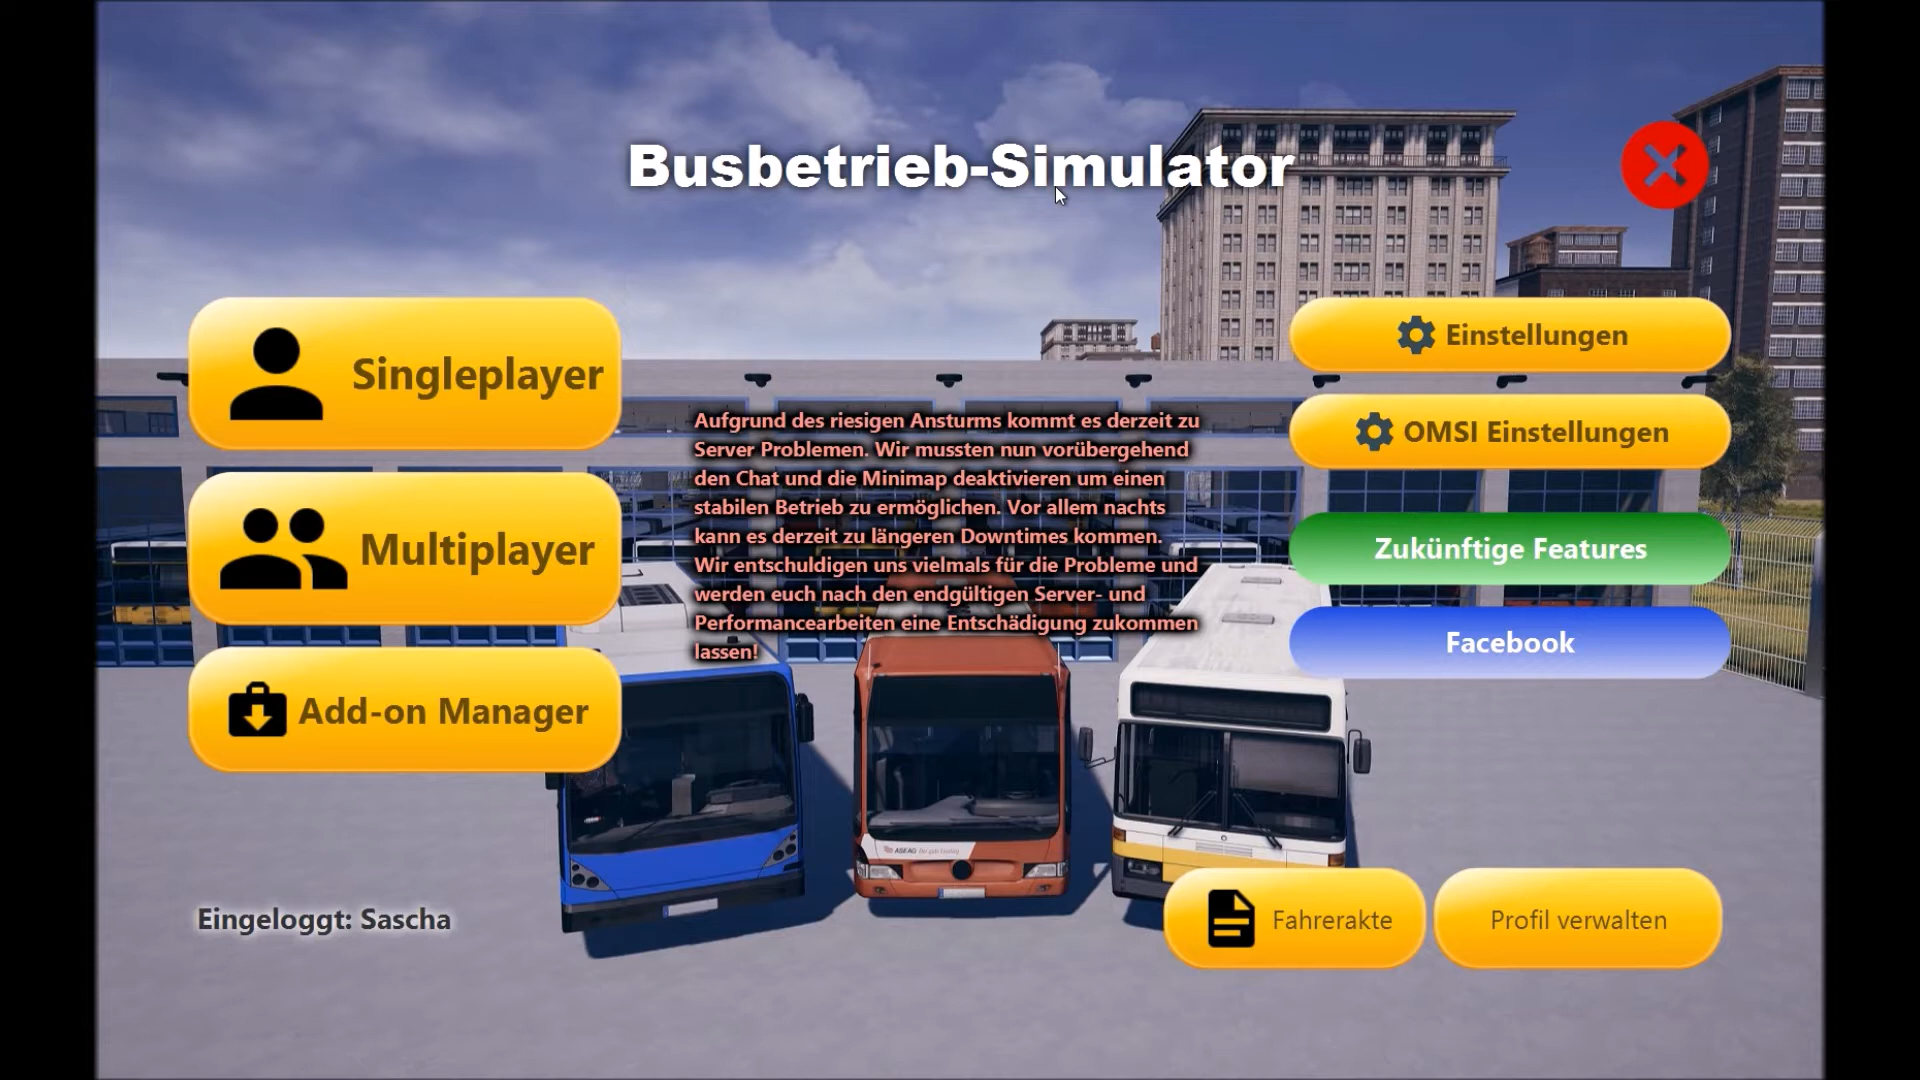 Busbetrieb-Simulator
Singleplayer
Multiplayer
Add-on Manager
Aufgrund des riesigen Ansturms kommt es derzeit zu
Server Problemen. Wir mussten nun vorübergehend
den Chat und die Minimap deaktivieren um einen
stabilen Betrieb zu ermöglichen. Vor allem nachts
kann es derzeit zu längeren Downtimes kommen.
Wir entschuldigen uns vielmals für die Probleme und
werden euch nach den endgültigen Server- und
Performancearbeiten eine Entschädigung zukommen
lassen!
Einstellungen
OMSI Einstellungen
Zukünftige Features
Facebook
ASEAG
Eingeloggt: Sascha
Fahrerakte
Profil verwalten